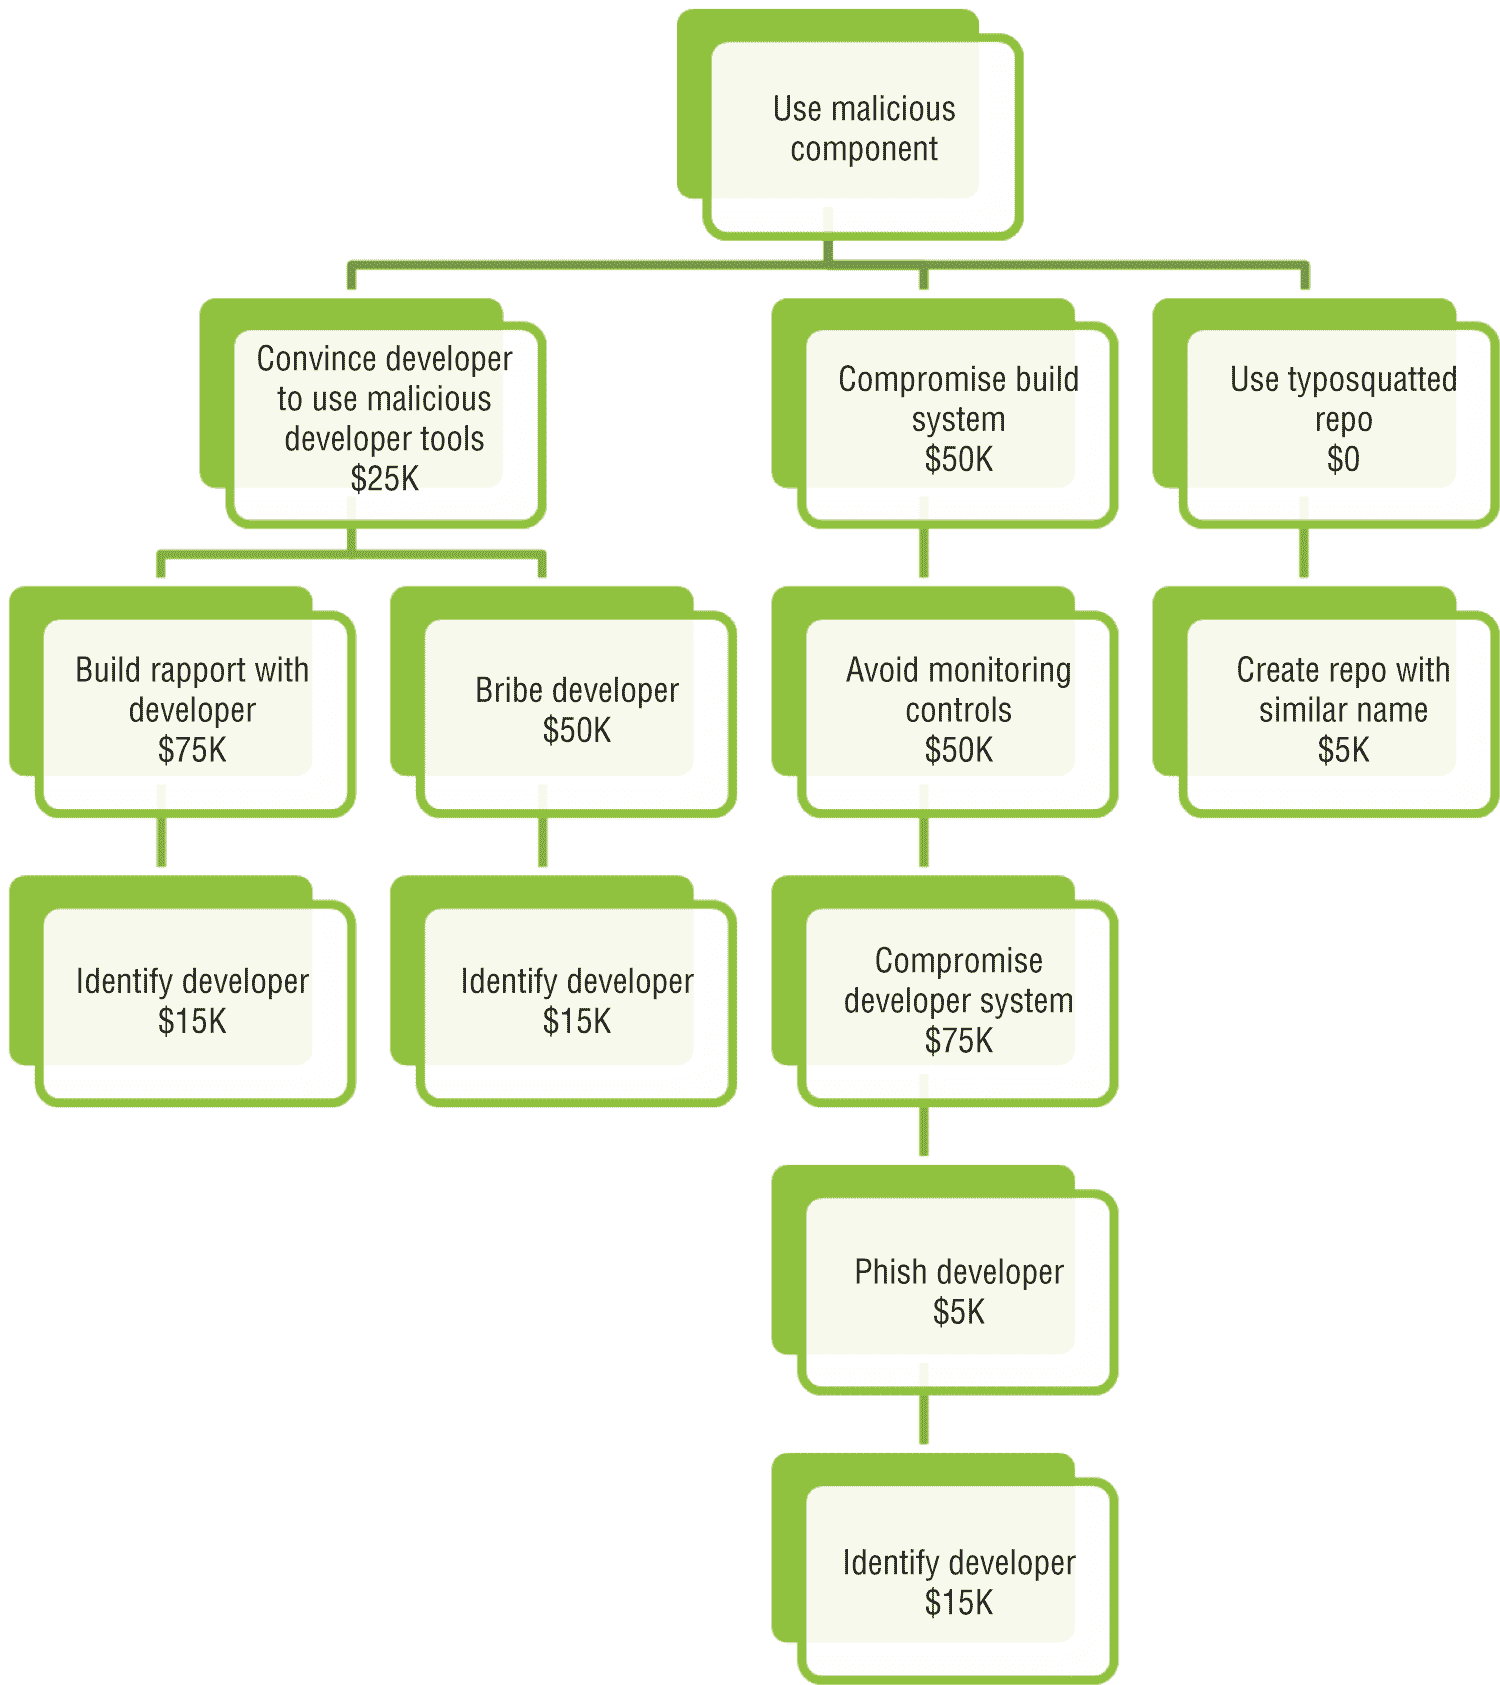 Use malicious
component
Convince developer
to use malicious
developer tools
$25K
Compromise build
system
$50K
Use typosquatted
repo
$0
Build rapport with
developer
$75K
Bribe developer
$50K
Avoid monitoring
controls
$50K
Create repo with
similar name
$5K
Identify developer
$15K
Identify developer
$15K
Compromise
developer system
$75K
Phish developer
$5K
Identify developer
$15K